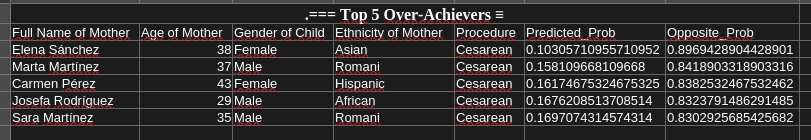 .=== Top 5 Over-Achievers ≡
Full Name of Mother Age of Mother Gender of Child Ethnicity of Mother Procedure Predicted_Prob Opposite_Prob
Elena Sánchez 38 Female Asian Cesarean 0.10305710955710952 0.8969428904428901
Marta Martínez 37 Male Romani Cesarean 0.158109668109668 0.8418903318903316
Carmen Pérez 43 Female Hispanic Cesarean 0.16174675324675325 0.8382532467532462
Josefa Rodríguez 29 Male African Cesarean 0.1676208513708514 0.8323791486291485
Sara Martínez 35 Male Romani Cesarean 0.1697074314574314 0.8302925685425682